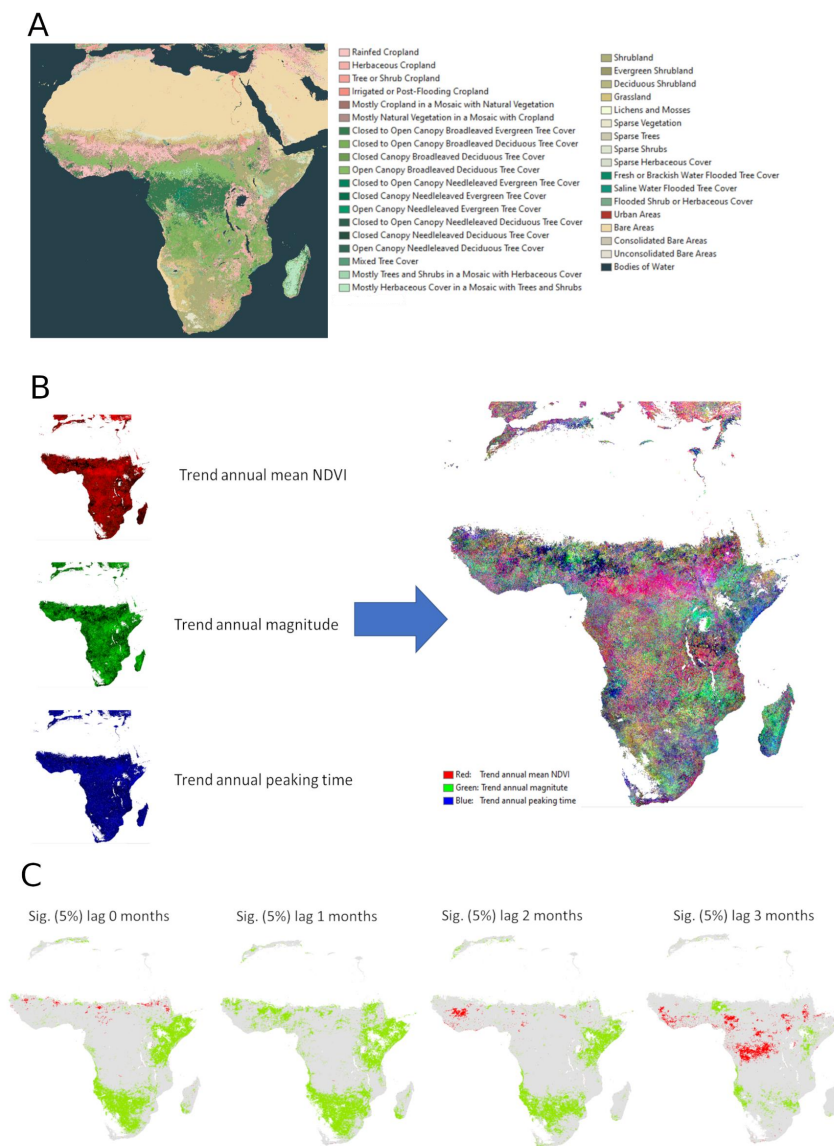 A
Rainfed Cropland
Herbaceous Cropland
Tree or Shrub Cropland
Irrigated or Post-Flooding Cropland
Mostly Cropland in a Mosaic with Natural Vegetation
Mostly Natural Vegetation in a Mosaic with Cropland
Closed to Open Canopy Broadleaved Evergreen Tree Cover
Closed to Open Canopy Broadleaved Deciduous Tree Cover
Closed Canopy Broadleaved Deciduous Tree Cover
Open Canopy Broadleaved Deciduous Tree Cover
Closed to Open Canopy Needleleaved Evergreen Tree Cover
Closed Canopy Needleleaved Evergreen Tree Cover
Open Canopy Needleleaved Evergreen Tree Cover
Closed to Open Canopy Needleleaved Deciduous Tree Cover
Closed Canopy Needleleaved Deciduous Tree Cover
Open Canopy Needleleaved Deciduous Tree Cover
Mixed Tree Cover
Mostly Trees and Shrubs in a Mosaic with Herbaceous Cover
Mostly Herbaceous Cover in a Mosaic with Trees and Shrubs
Shrubland
Evergreen Shrubland
Deciduous Shrubland
Grassland
Lichens and Mosses
Sparse Vegetation
Sparse Trees
Sparse Shrubs
Sparse Herbaceous Cover
Fresh or Brackish Water Flooded Tree Cover
Saline Water Flooded Tree Cover
Flooded Shrub or Herbaceous Cover
Urban Areas
Bare Areas
Consolidated Bare Areas
Unconsolidated Bare Areas
Bodies of Water
B
Trend annual mean NDVI
Trend annual magnitude
Trend annual peaking time
Red: Trend annual mean NDVI
Green: Trend annual magnitute
Blue: Trend annual peaking time
C
Sig. (5%) lag 0 months
Sig. (5%) lag 1 months
Sig. (5%) lag 2 months
Sig. (5%) lag 3 months